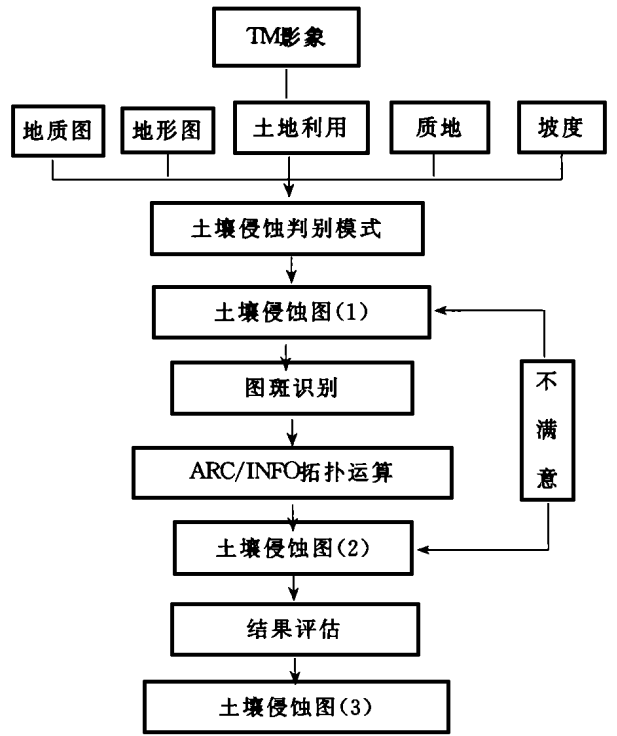 TM影象
地质图
地形图
土地利用
质地
坡度
土壤侵蚀判别模式
土壤侵蚀图(1)
图斑识别
不满意
ARC/INFO拓扑运算
土壤侵蚀图(2)
结果评估
土壤侵蚀图(3)